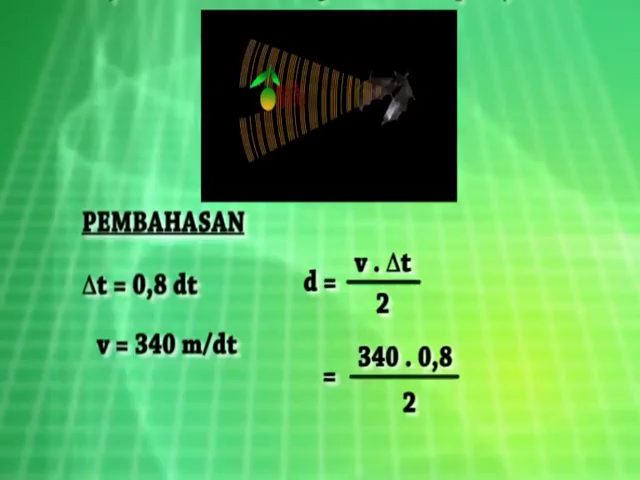 PEMBAHASAN
Δt = 0,8 dt
v = 340 m/dt
d = v . Δt
2
= 340 . 0,8
2